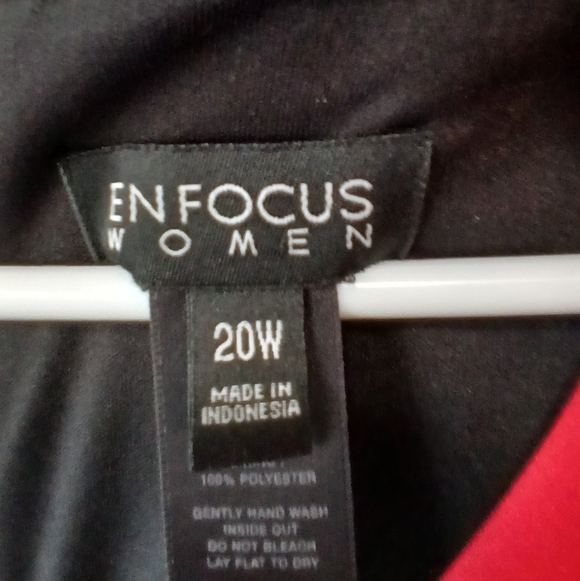 ENFOCUS
WOMEN
20W
MADE IN
INDONESIA
100% POLYESTER
GENTLY HAND WASH
INSIDE OUT
DO NOT BLEACH
LAY FLAT TO DRY